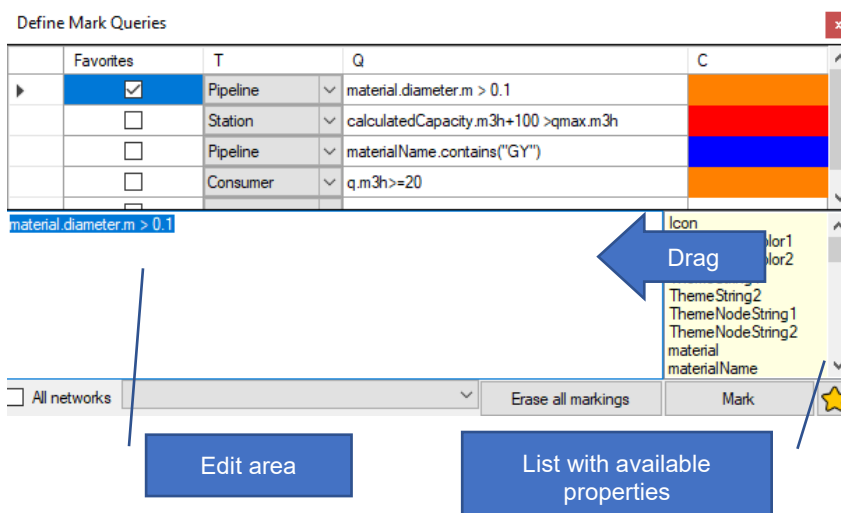 Define Mark Queries
x
Favorites T Q C
Pipeline material.diameter.m > 0.1
Station calculatedCapacity.m3h+100 >qmax.m3h
Pipeline materialName.contains("GY")
Consumer q.m3h>=20
material.diameter.m > 0.1
Icon
olor1
Drag
olor2
ThemeString2
ThemeNodeString1
ThemeNodeString2
material
materialName
All networks Erase all markings Mark
Edit area
List with available
properties